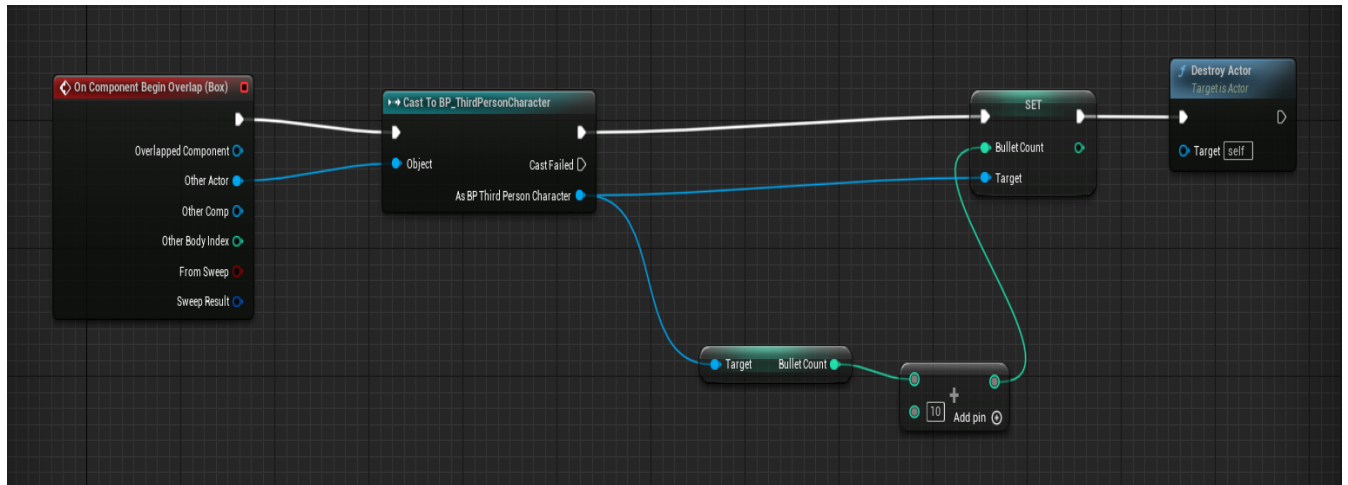 On Component Begin Overlap (Box)
Overlapped Component
Other Actor
Other Comp
Other Body Index
From Sweep
Sweep Result
Cast To BP_ThirdPersonCharacter
Object
Cast Failed
As BP Third Person Character
SET
Bullet Count
Target
f Destroy Actor
Target is Actor
Target self
Target Bullet Count
+
10
Add pin